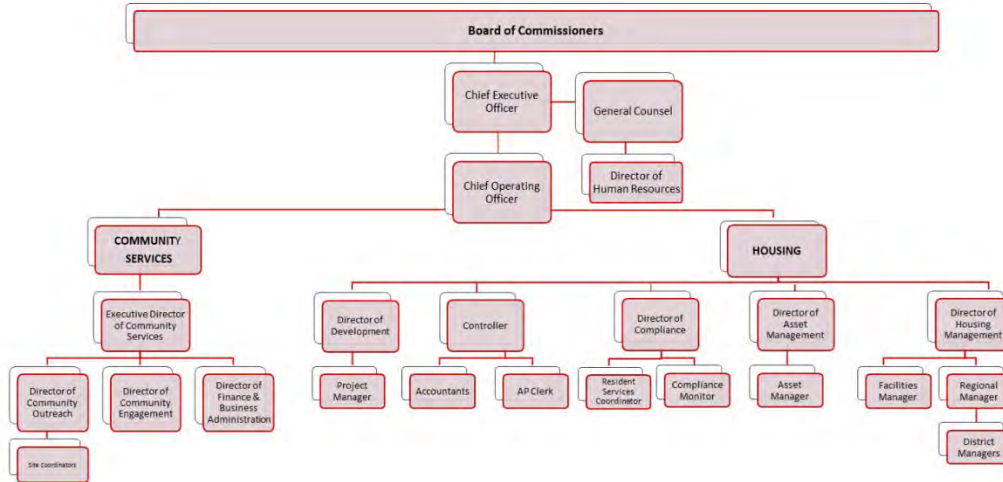 Board of Commissioners
Chief Executive
Officer
General Counsel
Chief Operating
Officer
Director of
Human Resources
COMMUNITY
SERVICES
HOUSING
Executive Director
of Community
Services
Director of
Development
Controller
Director of
Compliance
Director of
Asset
Management
Director of
Housing
Management
Director of
Community
Outreach
Director of
Community
Engagement
Director of
Finance &
Business
Administration
Project
Manager
Accountants
AP Clerk
Resident
Services
Coordinator
Compliance
Monitor
Asset
Manager
Facilities
Manager
Regional
Manager
Site Coordinators
District
Managers